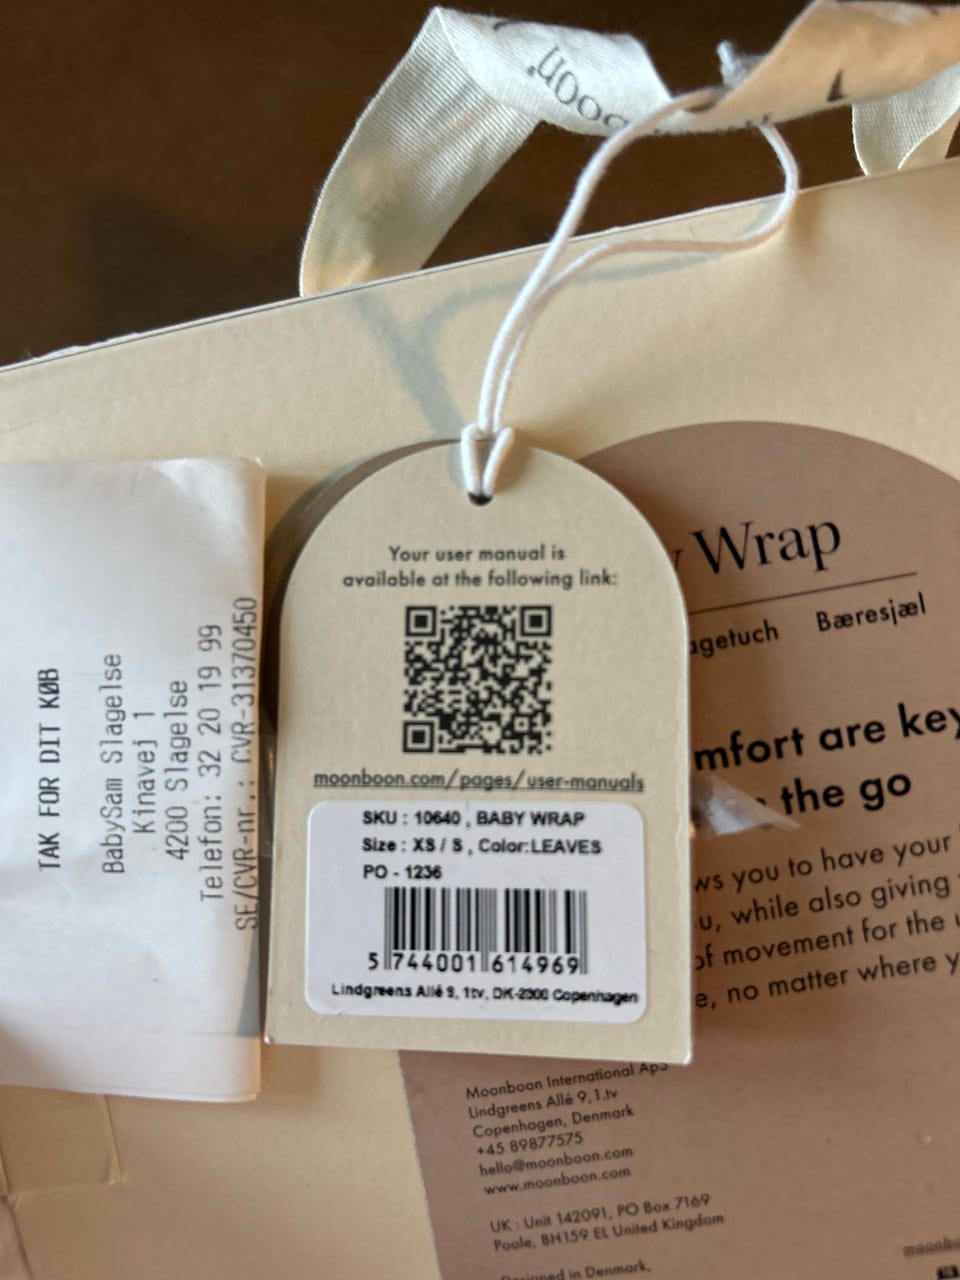 moonboon
TAK FOR DIT KØB
BabySam Slagelse
Kinavej 1
4200 Slagelse
Telefon: 32 20 19 99
SE/CVR-nr.: CVR-31370450
Your user manual is
available at the following link:
moonboon.com/pages/user-manuals
SKU : 10640 , BABY WRAP
Size : XS / S , Color:LEAVES
PO - 1236
5 744001 614969
Lindgreens Allé 9, 1tv, DK-2300 Copenhagen
Wrap
Bæresjæl
mfort are key
the go
ws you to have your
u, while also giving
of movement for the
e, no matter where y
Moonboon International ApS
Lindgreens Allé 9,1.tv
Copenhagen, Denmark
+45 89877575
hello@moonboon.com
www.moonboon.com
UK : Unit 142091, PO Box 7169
Poole, BH159 EL United Kingdom
Designed in Denmark,